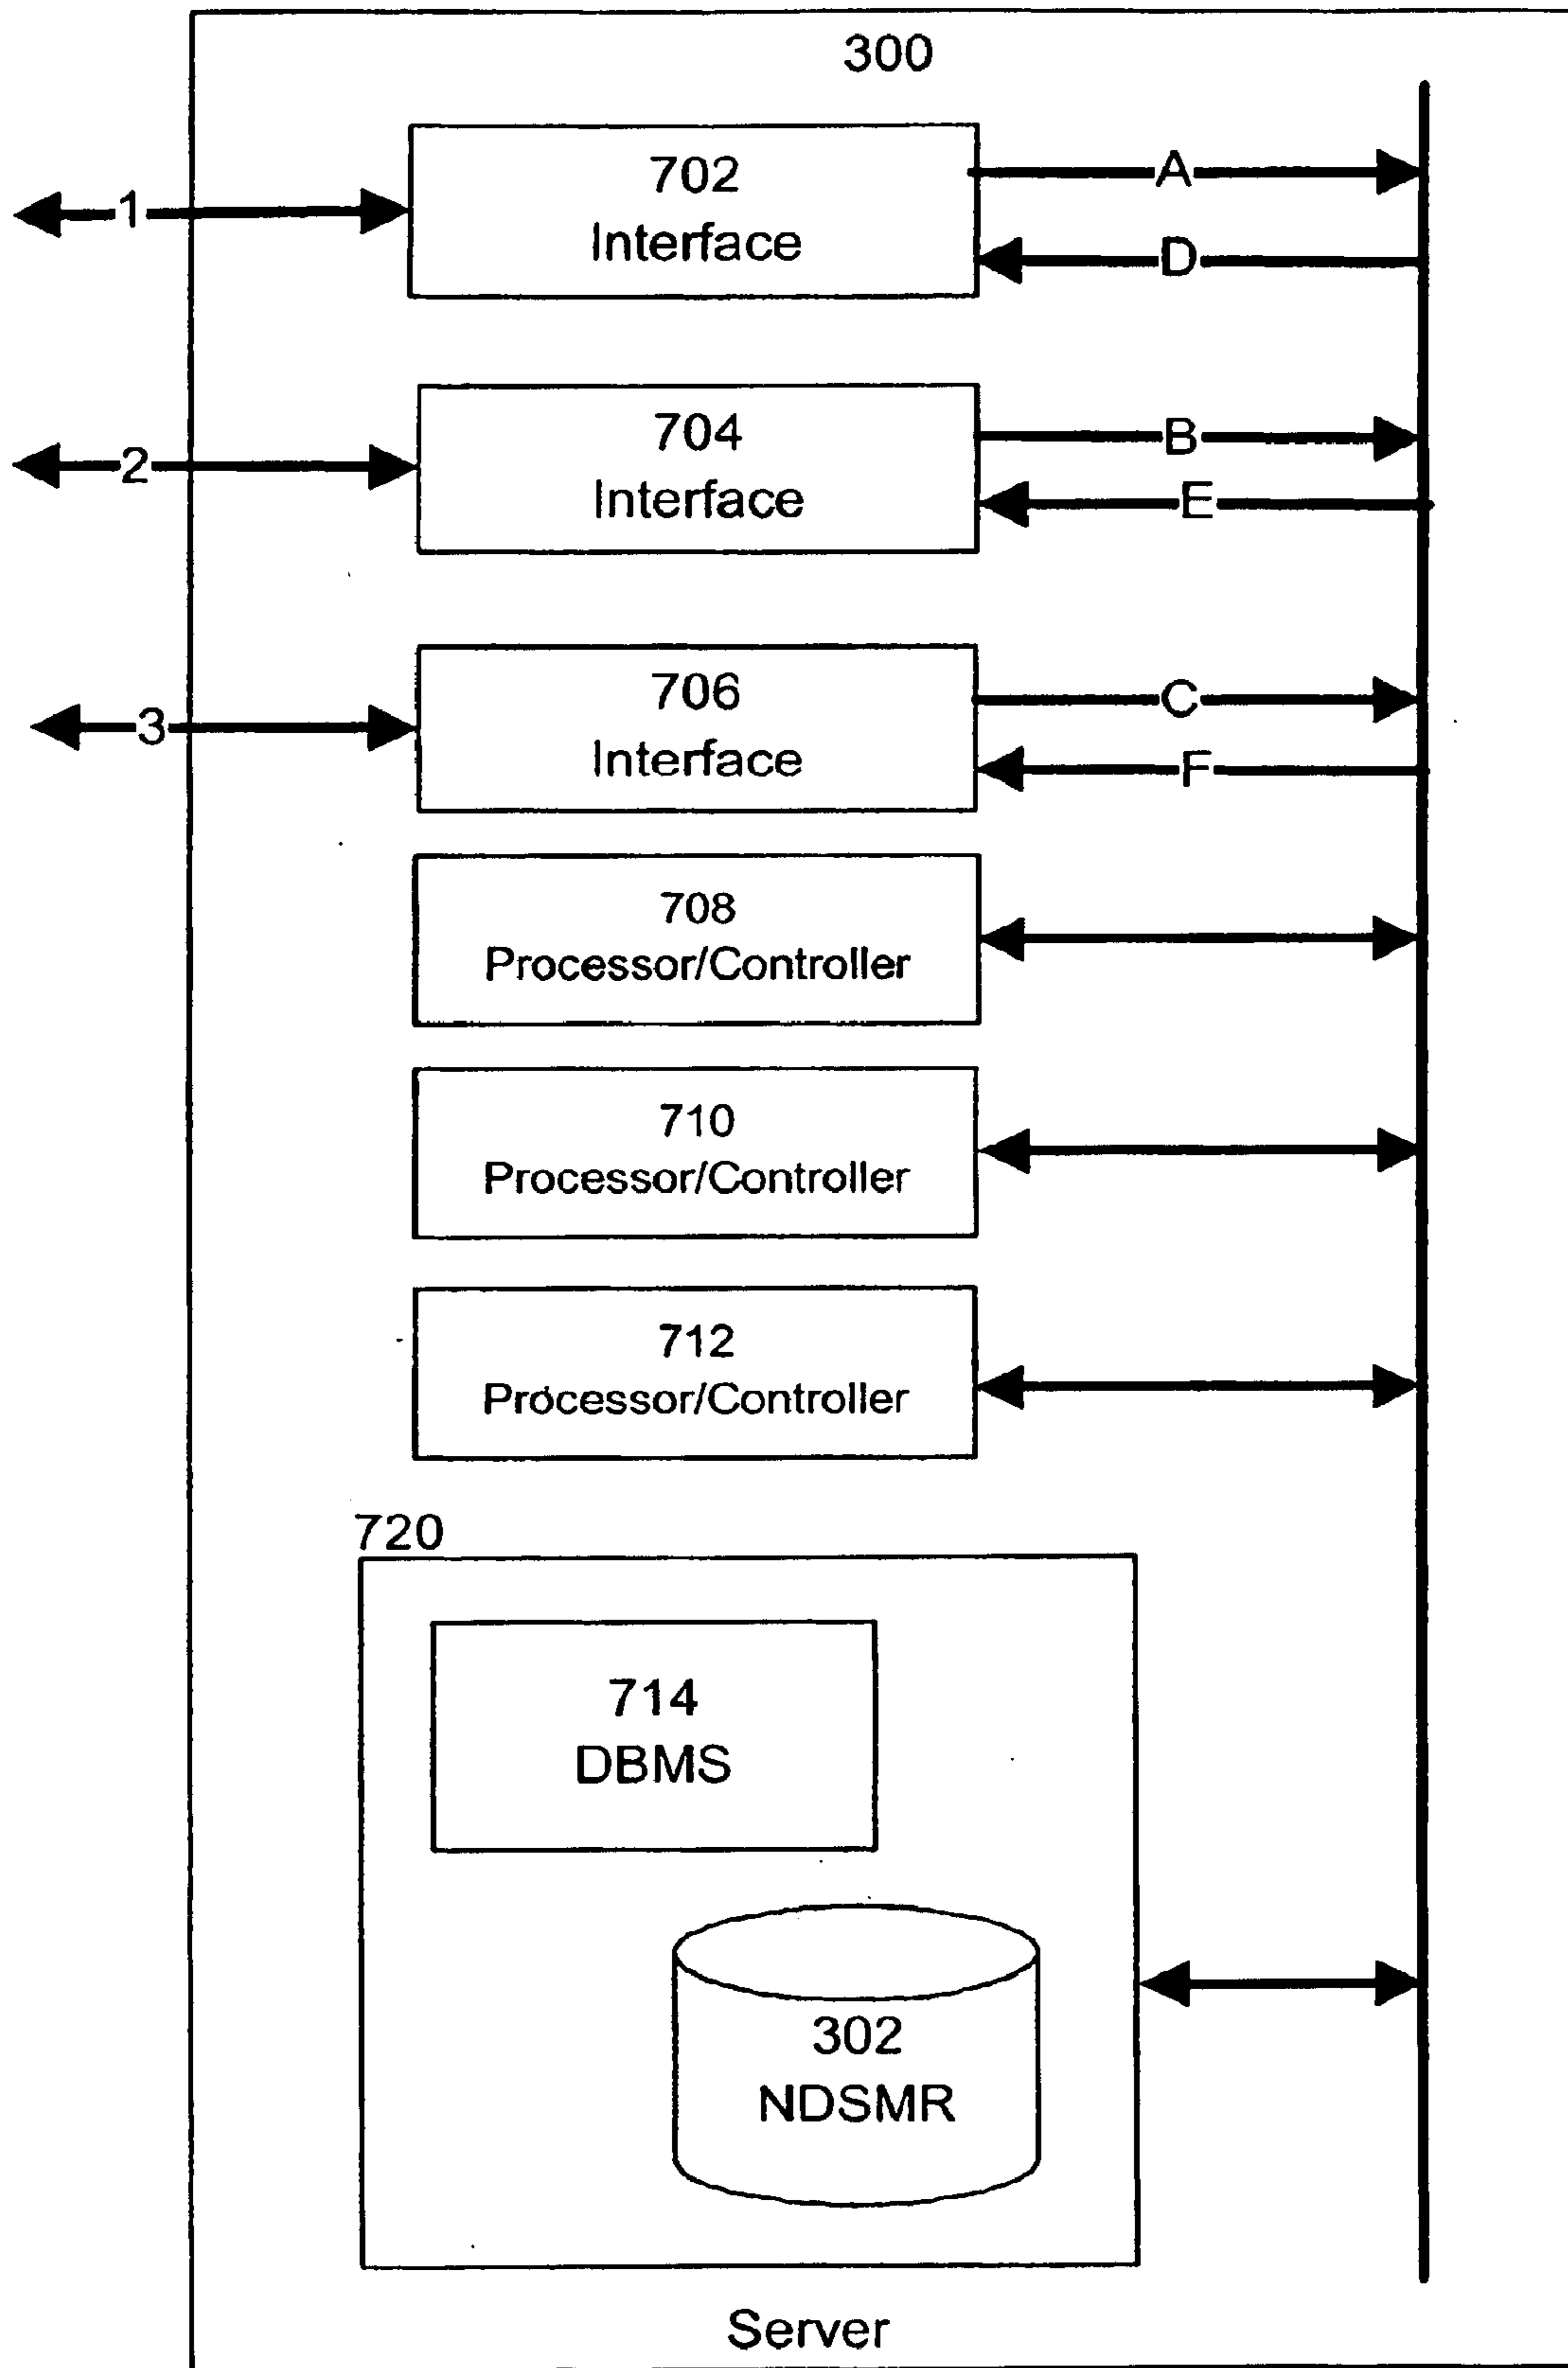 300
702
Interface
A
1
D
704
Interface
B
2
E
706
Interface
C
3
F
708
Processor/Controller
710
Processor/Controller
712
Processor/Controller
720
714
DBMS
302
NDSMR
Server